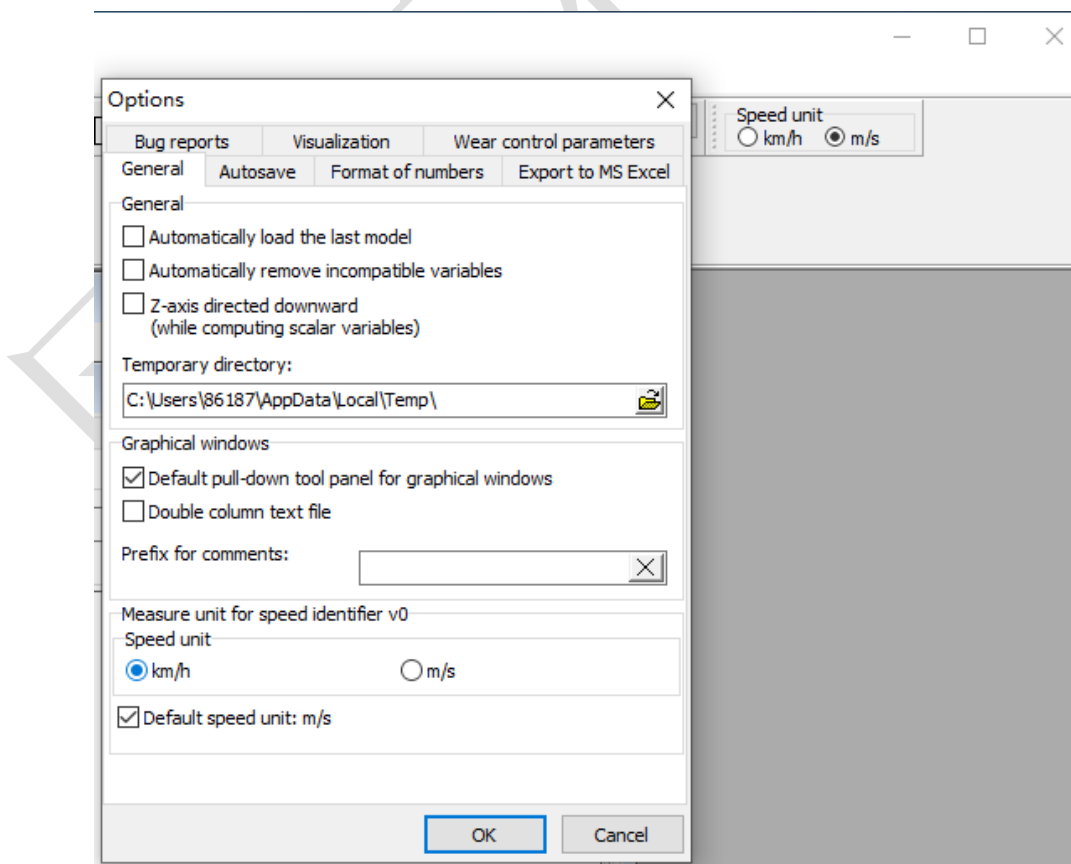 Options
Speed unit
km/h m/s
Bug reports Visualization Wear control parameters
General Autosave Format of numbers Export to MS Excel
General
Automatically load the last model
Automatically remove incompatible variables
Z-axis directed downward
(while computing scalar variables)
Temporary directory:
C:\Users\86187\AppData\Local\Temp\
Graphical windows
Default pull-down tool panel for graphical windows
Double column text file
Prefix for comments:
Measure unit for speed identifier v0
Speed unit
km/h m/s
Default speed unit: m/s
OK Cancel